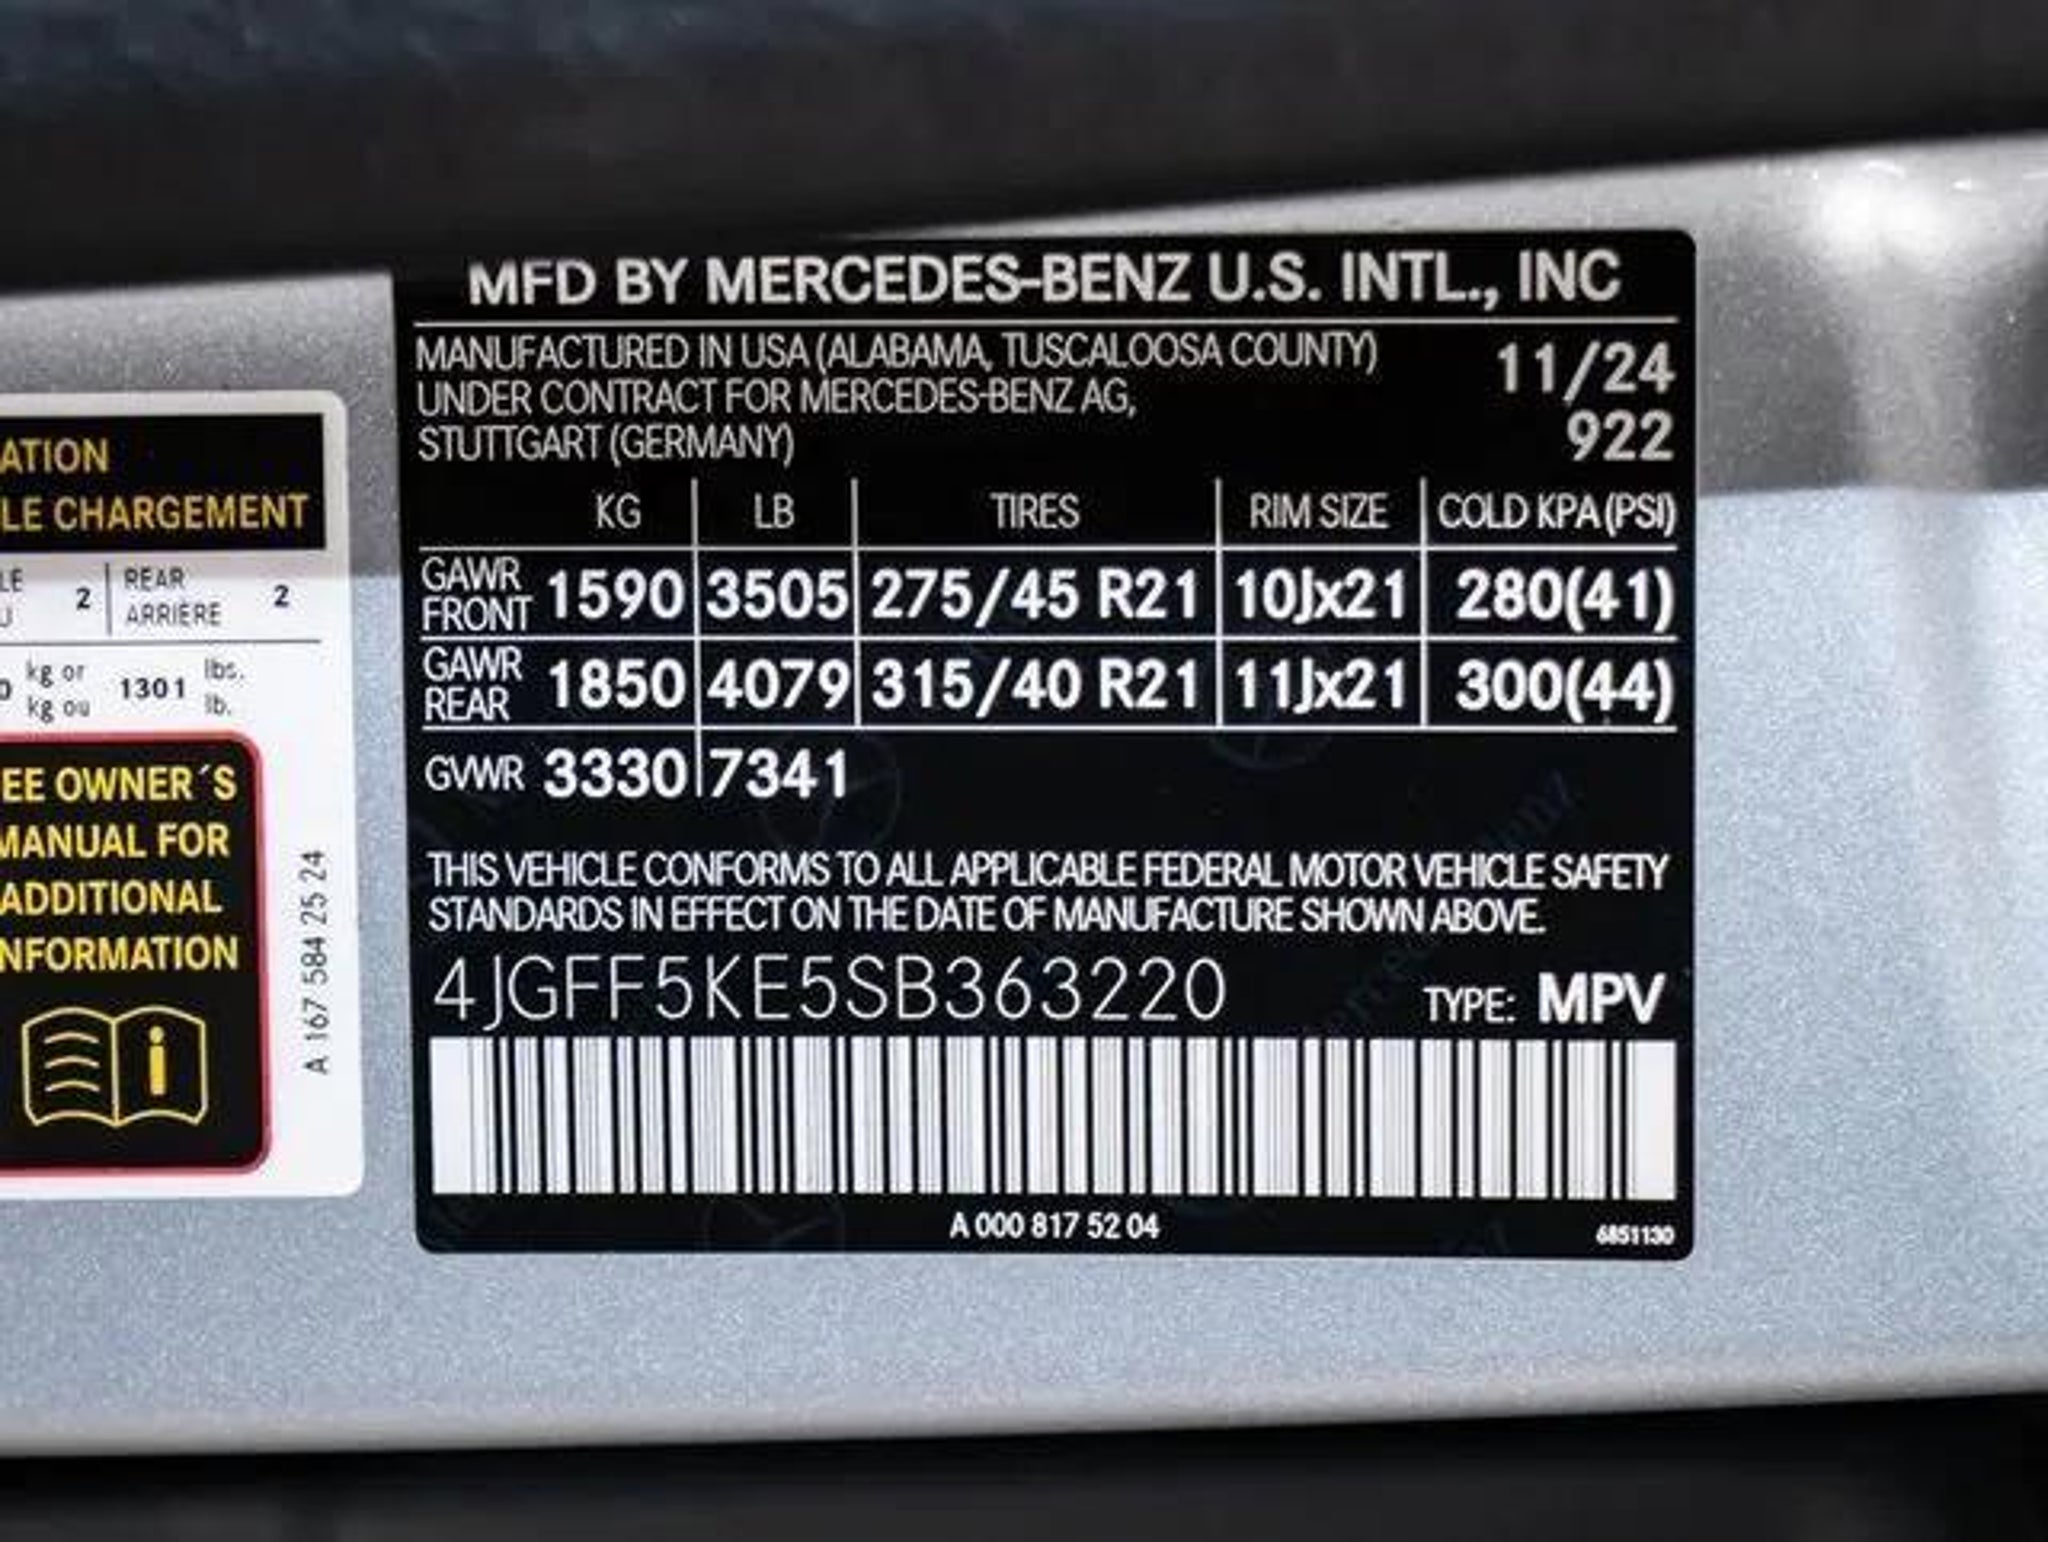 ATION
LE CHARGEMENT
LE 2 REAR 2
U ARRIÈRE
0 kg or 1301 lbs.
kg ou lb.
EE OWNER´S
MANUAL FOR
ADDITIONAL
NFORMATION
A 167 584 25 24
MFD BY MERCEDES-BENZ U.S. INTL., INC
MANUFACTURED IN USA (ALABAMA, TUSCALOOSA COUNTY) 11/24
UNDER CONTRACT FOR MERCEDES-BENZ AG,
STUTTGART (GERMANY) 922
KG LB TIRES RIM SIZE COLD KPA (PSI)
GAWR FRONT 1590 3505 275/45 R21 10Jx21 280(41)
GAWR REAR 1850 4079 315/40 R21 11Jx21 300(44)
GVWR 3330 7341
THIS VEHICLE CONFORMS TO ALL APPLICABLE FEDERAL MOTOR VEHICLE SAFETY
STANDARDS IN EFFECT ON THE DATE OF MANUFACTURE SHOWN ABOVE.
4JGFF5KE5SB363220 TYPE: MPV
A 000 817 52 04 6851130